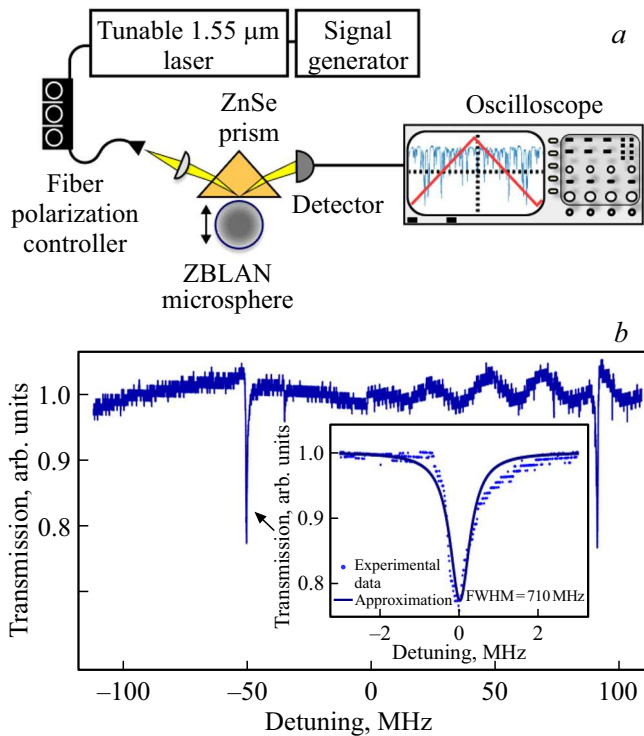 a
Tunable 1.55 μm
laser
Signal
generator
ZnSe
prism
Oscilloscope
Fiber
polarization
controller
Detector
ZBLAN
microsphere
b
Transmission, arb. units
1.0
0.9
0.8
−100
−50
0
50
100
Detuning, MHz
Transmission, arb. units
1.0
0.9
0.8
Experimental
data
Approximation
FWHM = 710 MHz
−2
0
2
Detuning, MHz